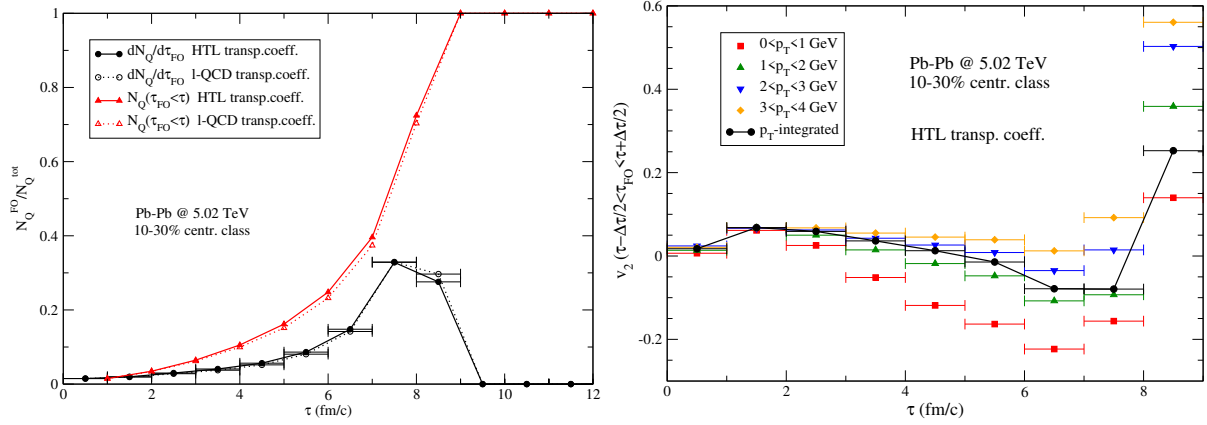 1
0.8
0.6
0.4
0.2
0
N_Q^FO/N_Q^tot
dN_Q/dτ_FO HTL transp.coeff.
dN_Q/dτ_FO l-QCD transp.coeff.
N_Q(τ_FO<τ) HTL transp.coeff.
N_Q(τ_FO<τ) l-QCD transp.coeff.
Pb-Pb @ 5.02 TeV
10-30% centr. class
0 2 4 6 8 10 12
τ (fm/c)
0.6
0.4
0.2
0
-0.2
v_2 (τ-Δτ/2<τ_FO<τ+Δτ/2)
0<p_T<1 GeV
1<p_T<2 GeV
2<p_T<3 GeV
3<p_T<4 GeV
p_T-integrated
Pb-Pb @ 5.02 TeV
10-30% centr. class
HTL transp. coeff.
0 2 4 6 8
τ (fm/c)